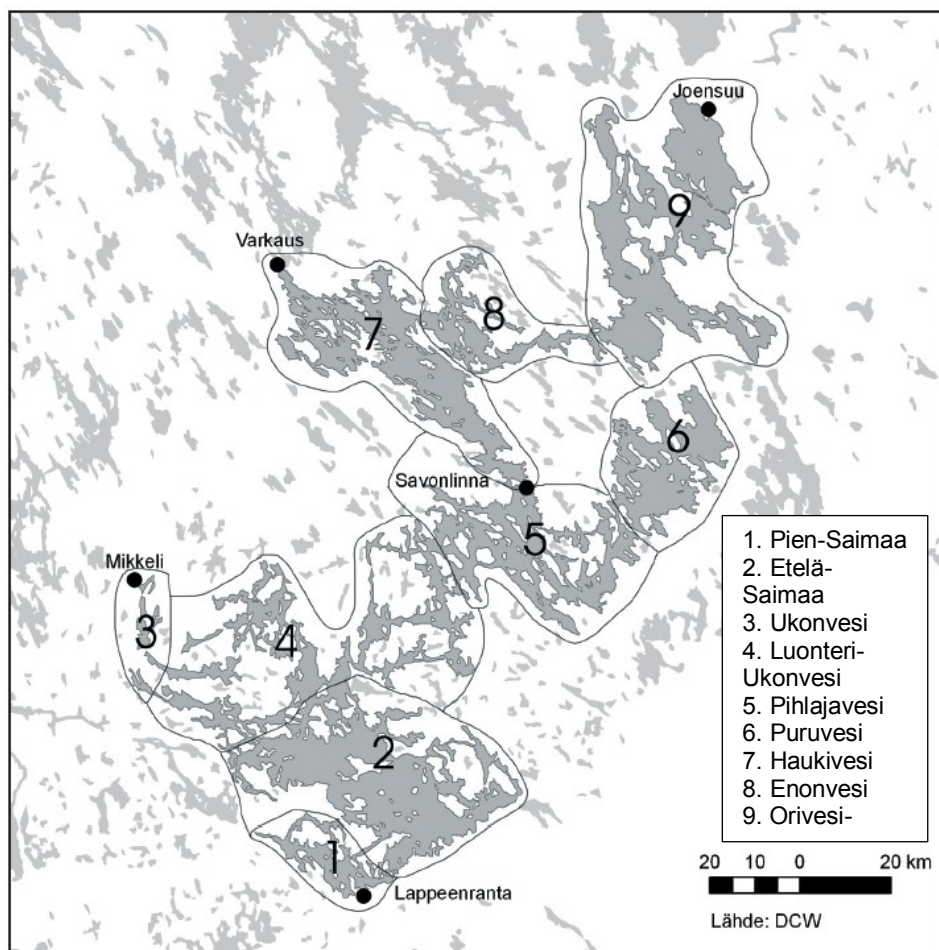 Joensuu
9
Varkaus
8
7
6
Savonlinna
5
Mikkeli
3
4
2
1
Lappeenranta
1. Pien-Saimaa
2. Etelä-
Saimaa
3. Ukonvesi
4. Luonteri-
Ukonvesi
5. Pihlajavesi
6. Puruvesi
7. Haukivesi
8. Enonvesi
9. Orivesi-
20 10 0 20 km
Lähde: DCW